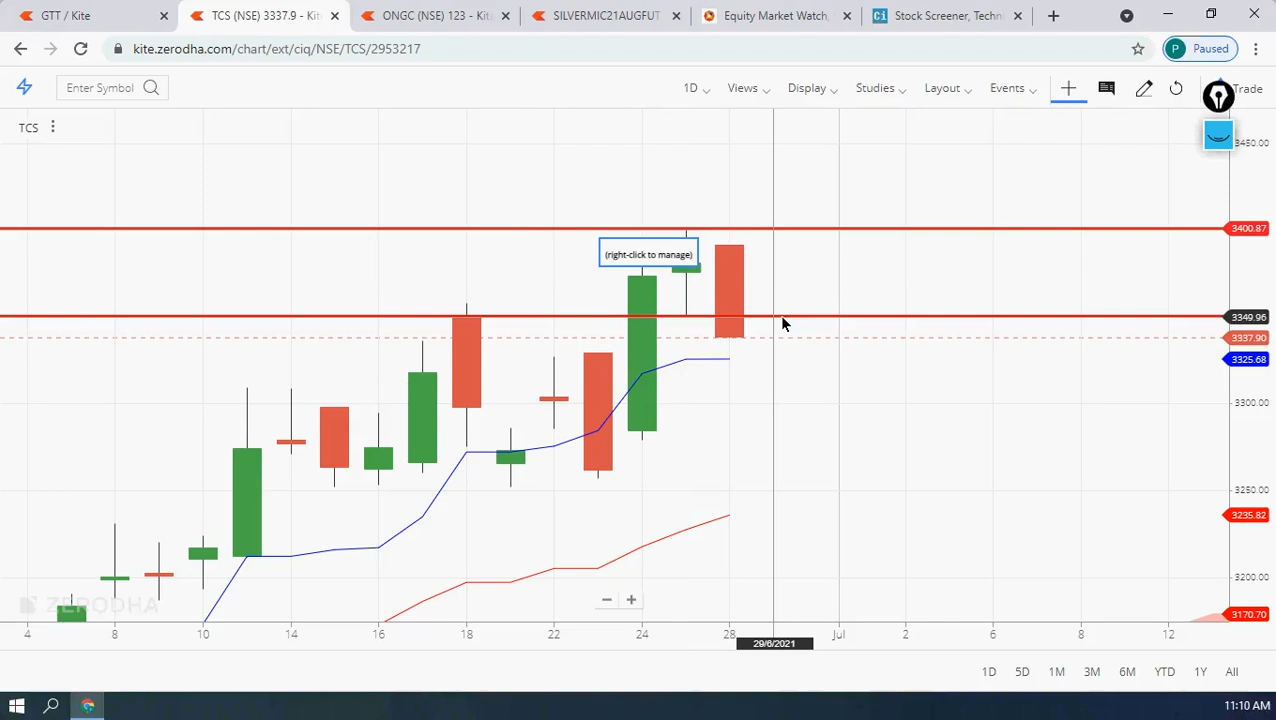 GTT / Kite
TCS (NSE) 3337.9 - Kit
ONGC (NSE) 123 - Kit
SILVERMIC21AUGFUT
Equity Market Watch,
Stock Screener, Techn
kite.zerodha.com/chart/ext/ciq/NSE/TCS/2953217
P Paused
Enter Symbol
1D
Views
Display
Studies
Layout
Events
Trade
TCS
3450.00
3400.87
(right-click to manage)
3349.96
3337.90
3325.68
3300.00
3250.00
3235.82
3200.00
ZERODHA
3170.70
4 8 10 14 16 18 22 24 28 Jul 2 6 8 12
29/6/2021
1D 5D 1M 3M 6M YTD 1Y All
11:10 AM